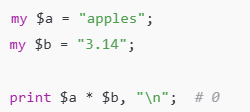 my $a = "apples";
my $b = "3.14";
print $a * $b, "\n";  # 0